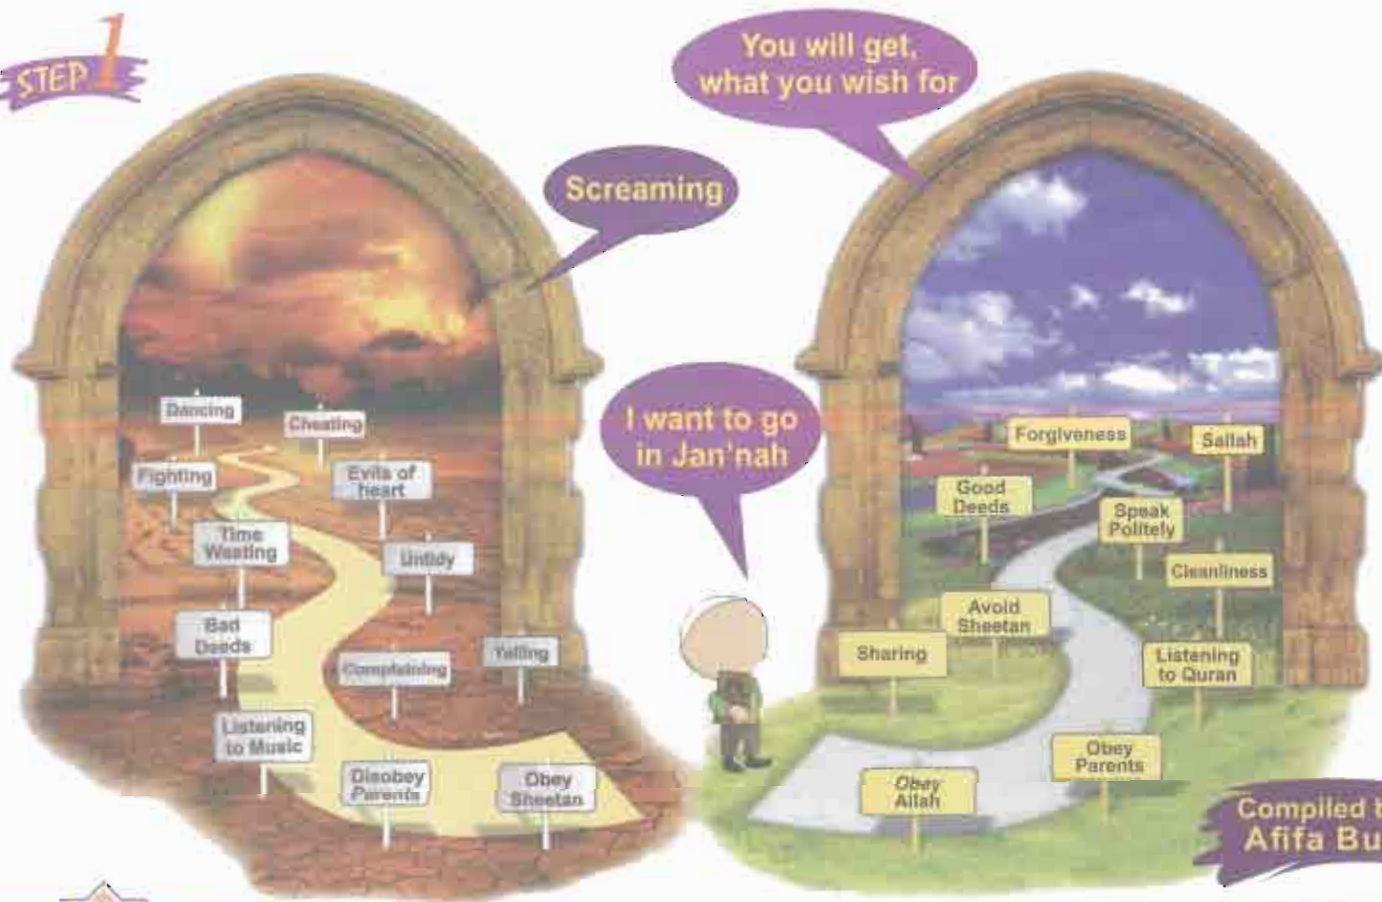 STEP 1
You will get,
what you wish for
Screaming
I want to go
in Jan'nah
Dancing
Cheating
Fighting
Evils of
heart
Time
Wasting
Untidy
Bad
Deeds
Complaining
Yelling
Listening
to Music
Disobey
Parents
Obey
Sheetan
Forgiveness
Sallah
Good
Deeds
Speak
Politely
Cleanliness
Avoid
Sheetan
Sharing
Listening
to Quran
Obey
Parents
Obey
Allah
Compiled
Afifa